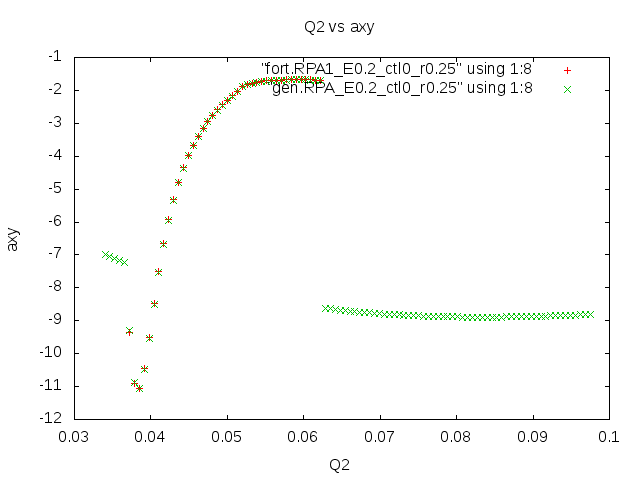 Q2 vs axy
"fort.RPA1_E0.2_ctl0_r0.25" using 1:8
gen.RPA_E0.2_ctl0_r0.25" using 1:8
-1
-2
-3
-4
-5
-6
-7
-8
-9
-10
-11
-12
axy
0.03 0.04 0.05 0.06 0.07 0.08 0.09 0.1
Q2